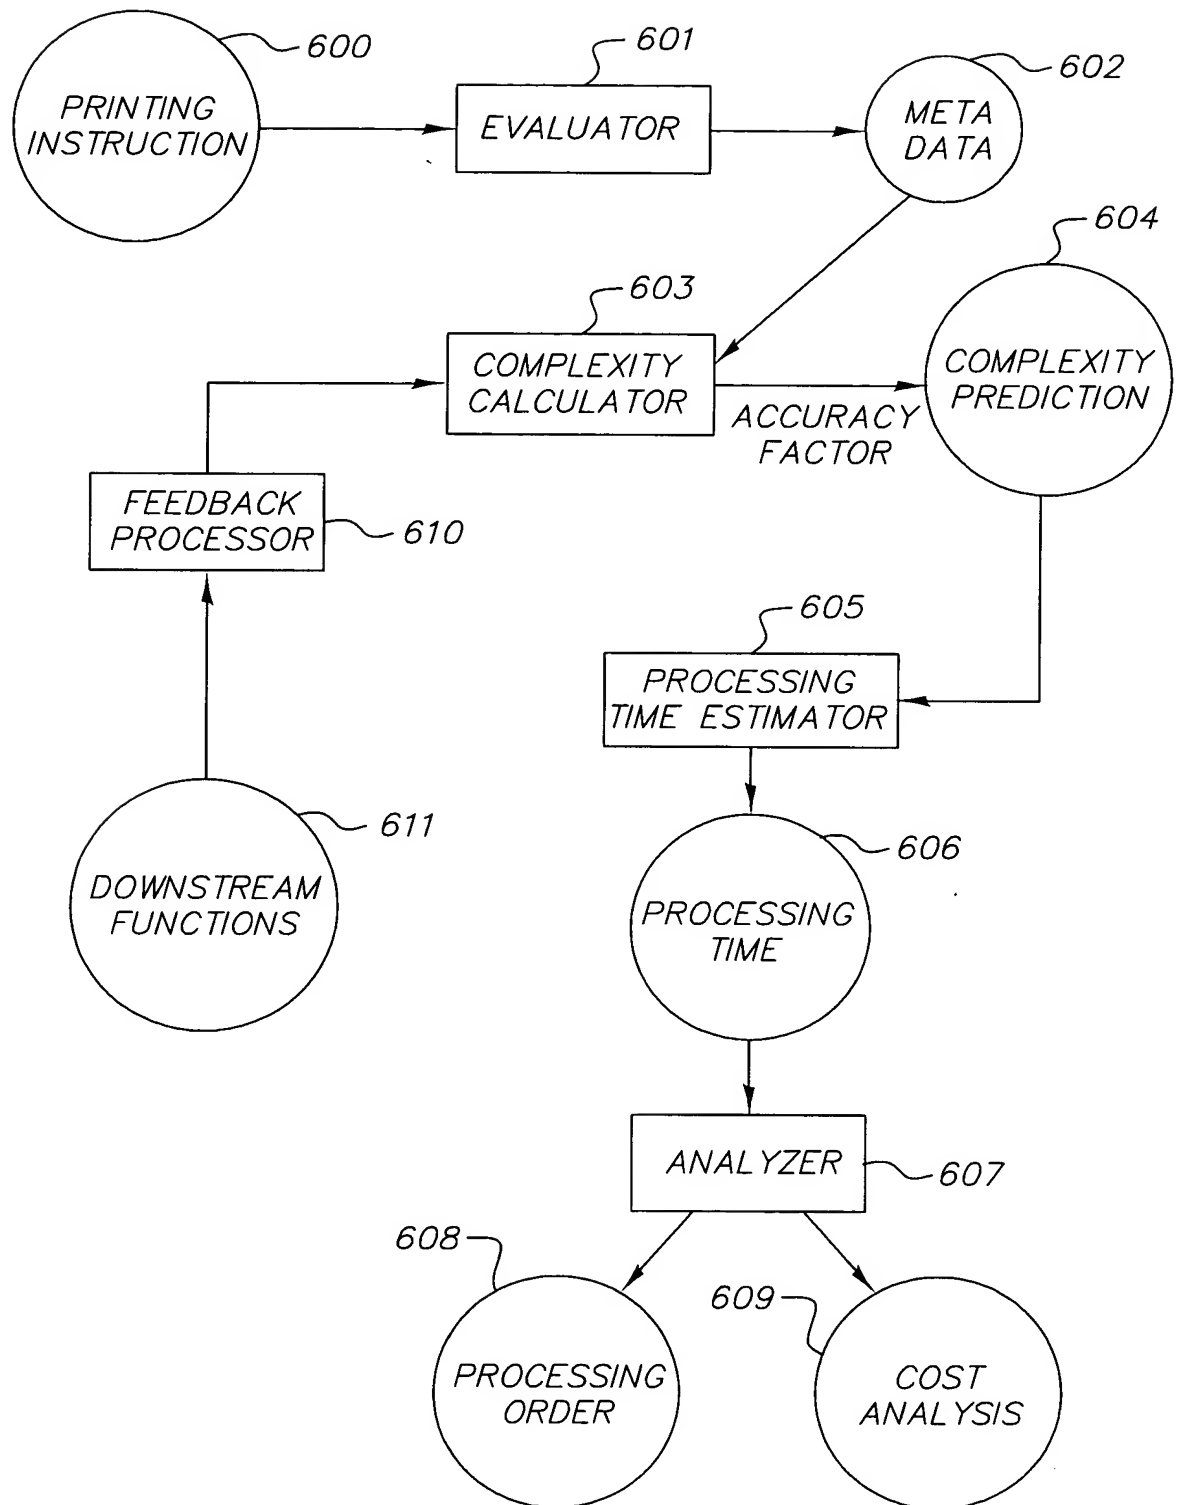 600
PRINTING
INSTRUCTION
601
EVALUATOR
602
META
DATA
603
COMPLEXITY
CALCULATOR
ACCURACY
FACTOR
604
COMPLEXITY
PREDICTION
FEEDBACK
PROCESSOR
610
605
PROCESSING
TIME ESTIMATOR
611
DOWNSTREAM
FUNCTIONS
606
PROCESSING
TIME
ANALYZER
607
608
PROCESSING
ORDER
609
COST
ANALYSIS